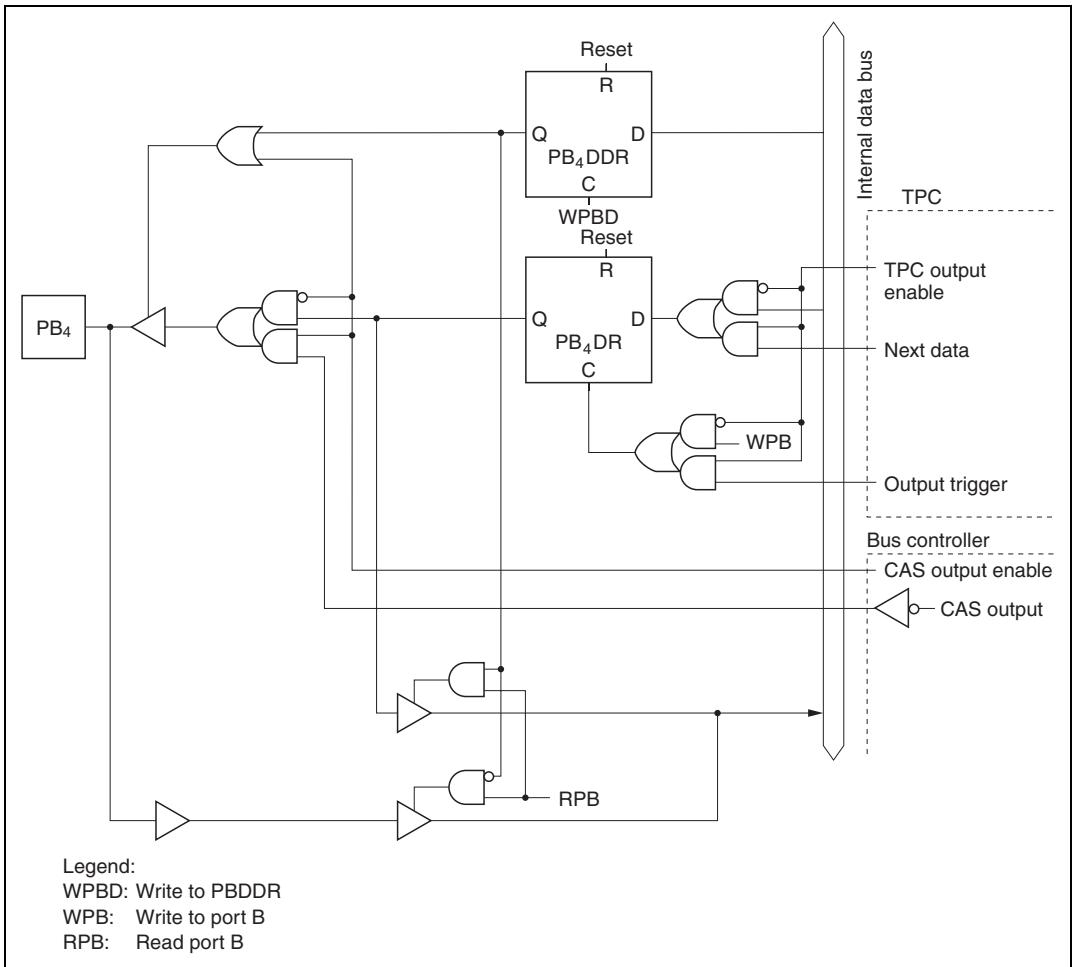 Reset
R
Q
D
PB₄DDR
C
WPBD
Internal data bus
TPC
Reset
R
TPC output
enable
PB₄
Q
D
PB₄DR
C
Next data
WPB
Output trigger
Bus controller
CAS output enable
CAS output
RPB
Legend:
WPBD: Write to PBDDR
WPB: Write to port B
RPB: Read port B